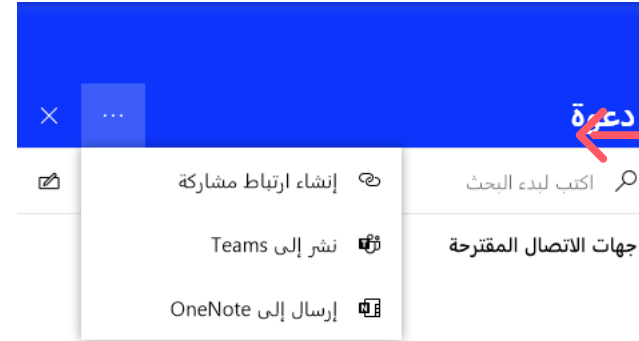 دعوة
اكتب لبدء البحث
جهات الاتصال المقترحة
إنشاء ارتباط مشاركة
نشر إلى Teams
إرسال إلى OneNote